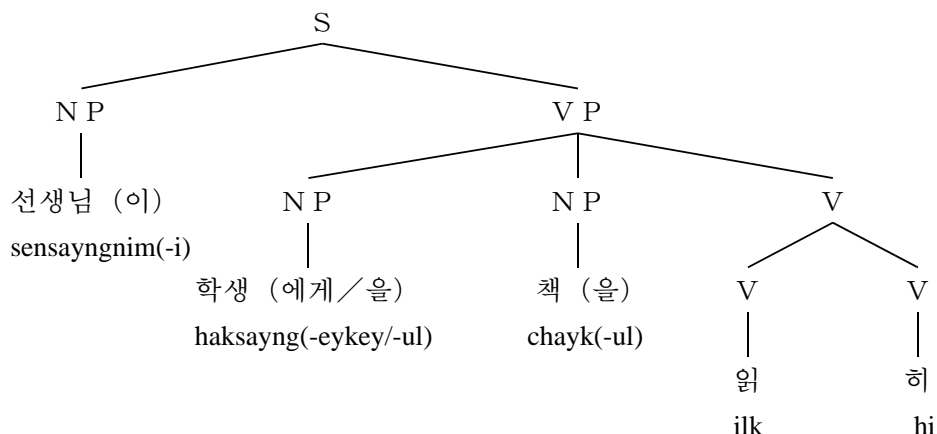 S
N P V P
선생님 (이) N P N P V
sensayngnim(-i)
학생 (에게／을) 책 (을) V V
haksayng(-eykey/-ul) chayk(-ul)
읽 히
ilk hi